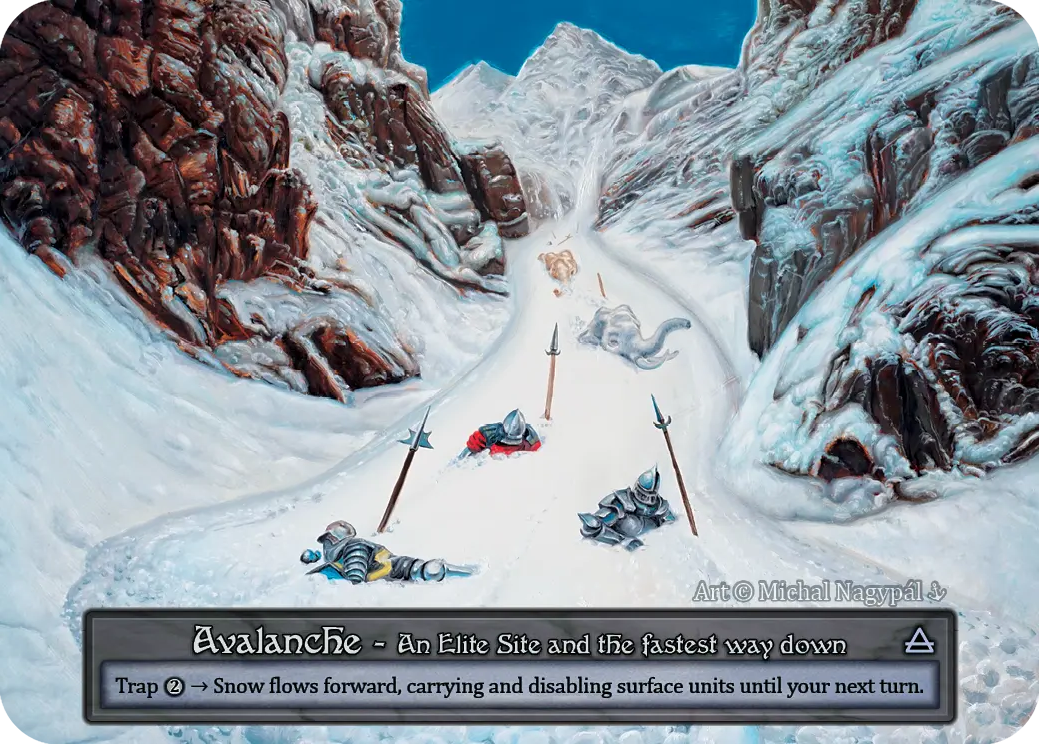 Art © Michal Nagypál
Avalanche - An Elite Site and the fastest way down
Trap ② → Snow flows forward, carrying and disabling surface units until your next turn.